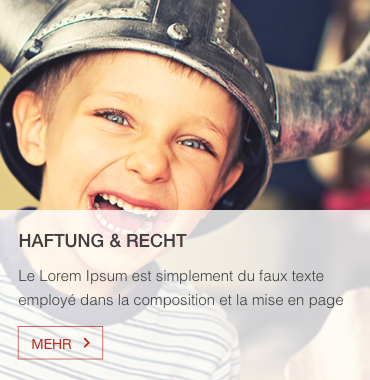 HAFTUNG & RECHT
Le Lorem Ipsum est simplement du faux texte
employé dans la composition et la mise en page
MEHR